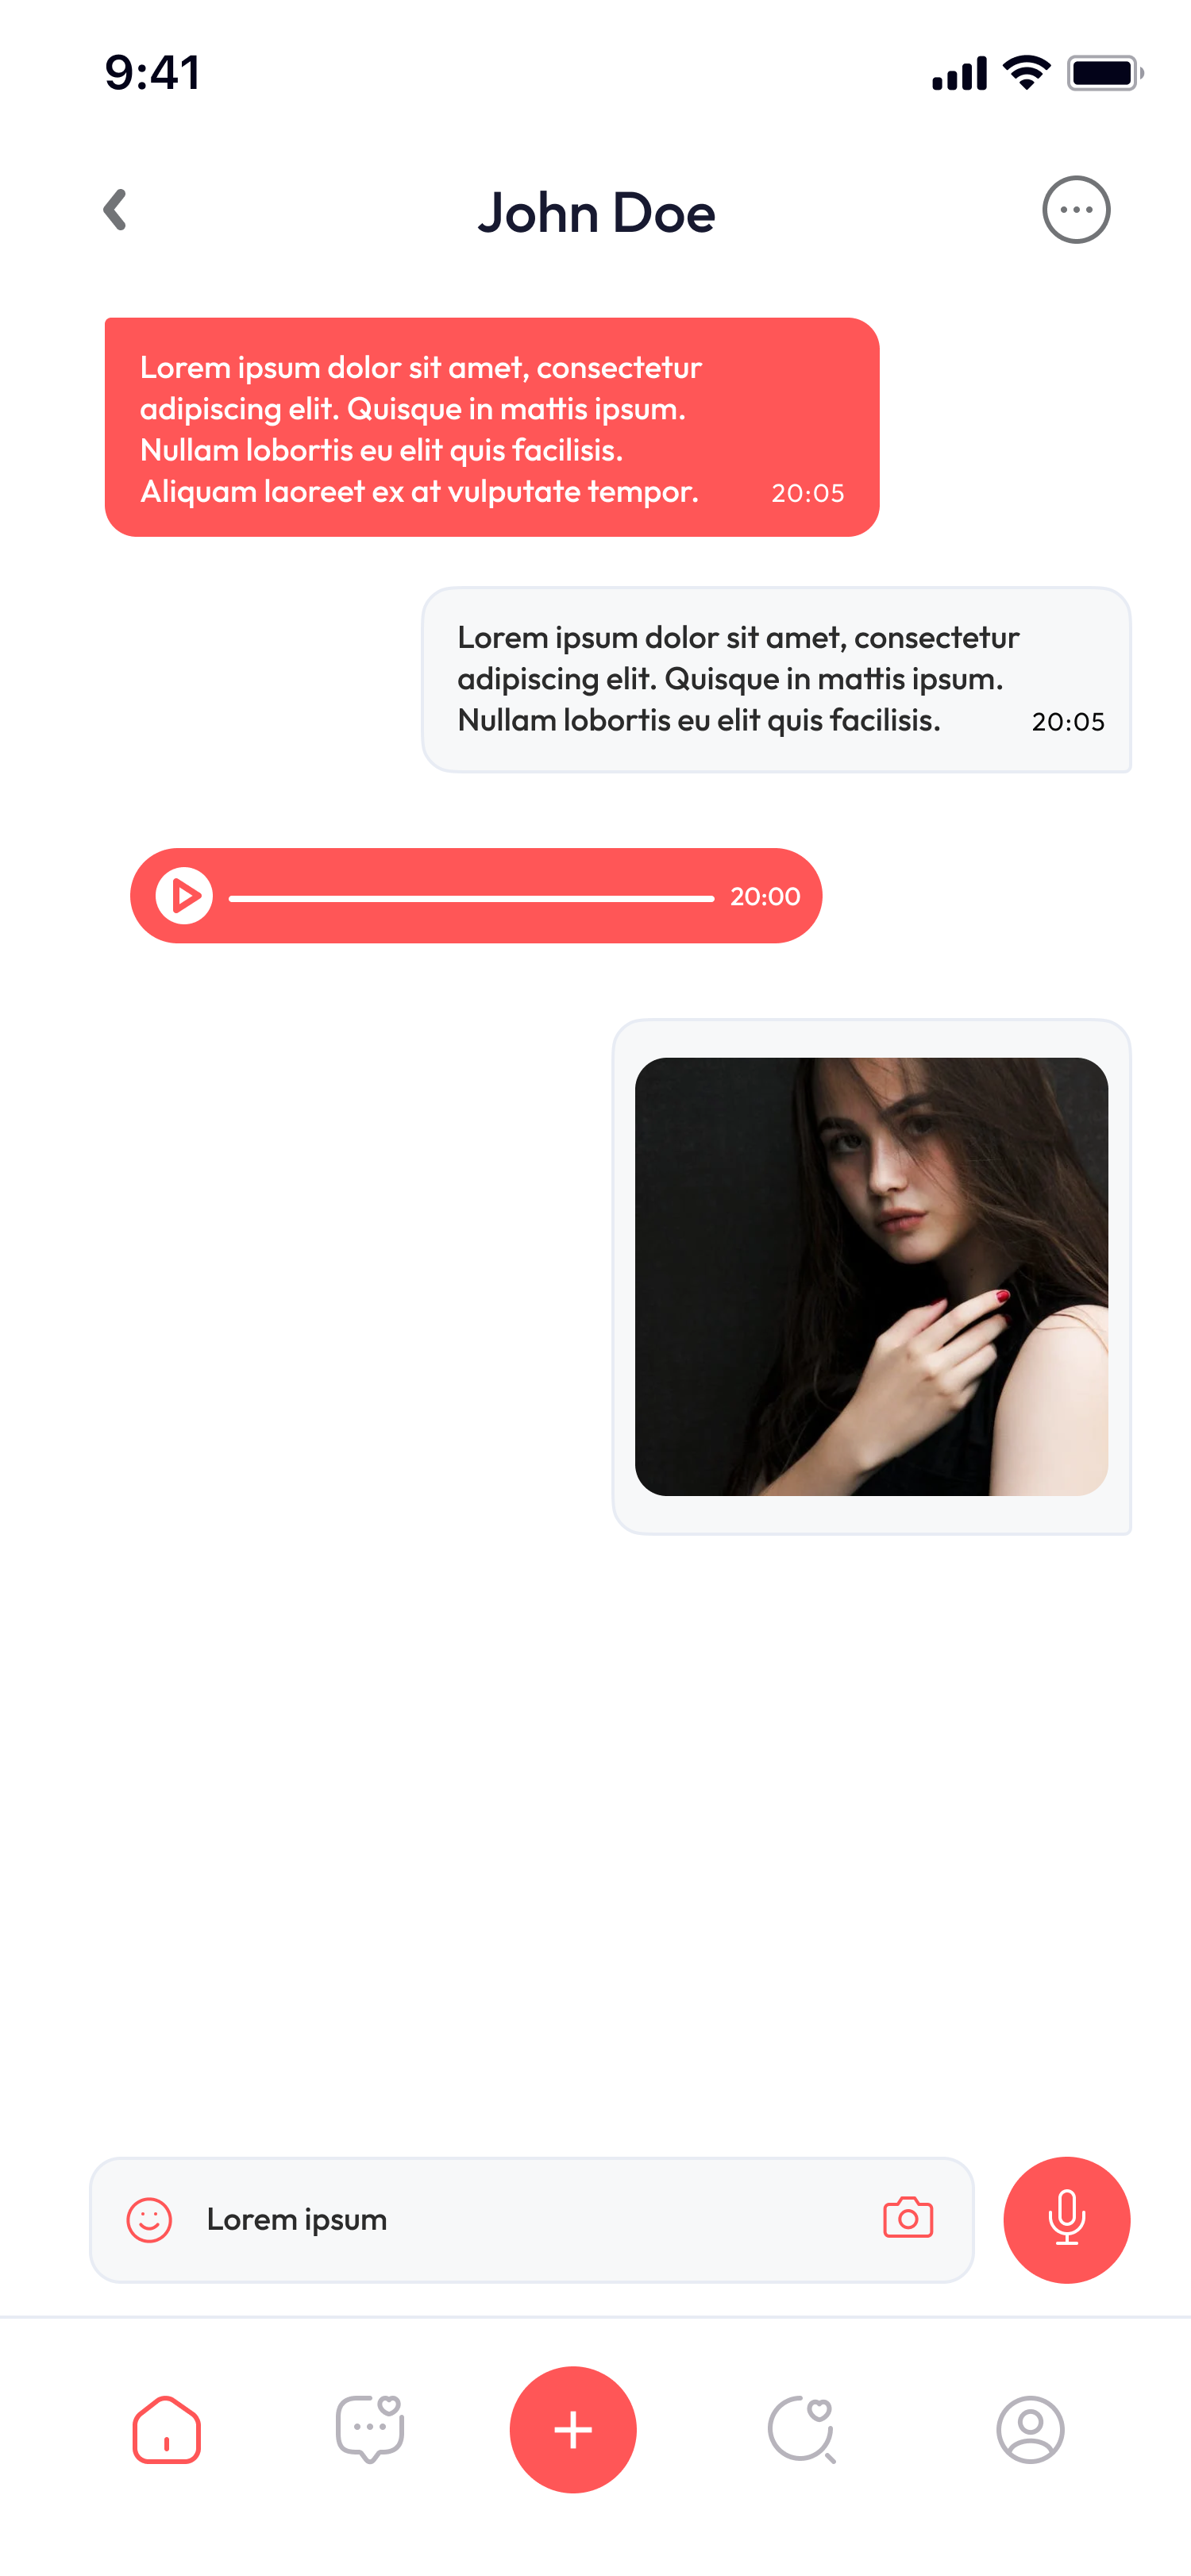 9:41
John Doe
Lorem ipsum dolor sit amet, consectetur
adipiscing elit. Quisque in mattis ipsum.
Nullam lobortis eu elit quis facilisis.
Aliquam laoreet ex at vulputate tempor. 20:05
Lorem ipsum dolor sit amet, consectetur
adipiscing elit. Quisque in mattis ipsum.
Nullam lobortis eu elit quis facilisis. 20:05
20:00
Lorem ipsum